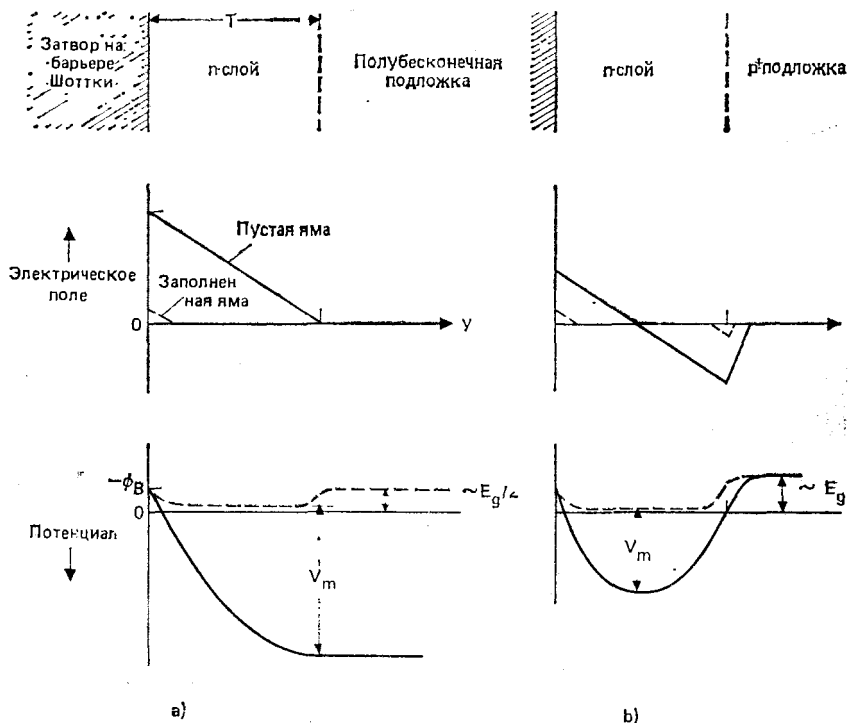 Затвор на
барьере
Шоттки
T
n-слой
Полубесконечная
подложка
n-слой
p⁺подложка
Электрическое
поле
Пустая яма
Заполнен
ная яма
0
y
Потенциал
−ϕB
0
Vm
~Eg/2
Vm
~ Eg
a)
b)